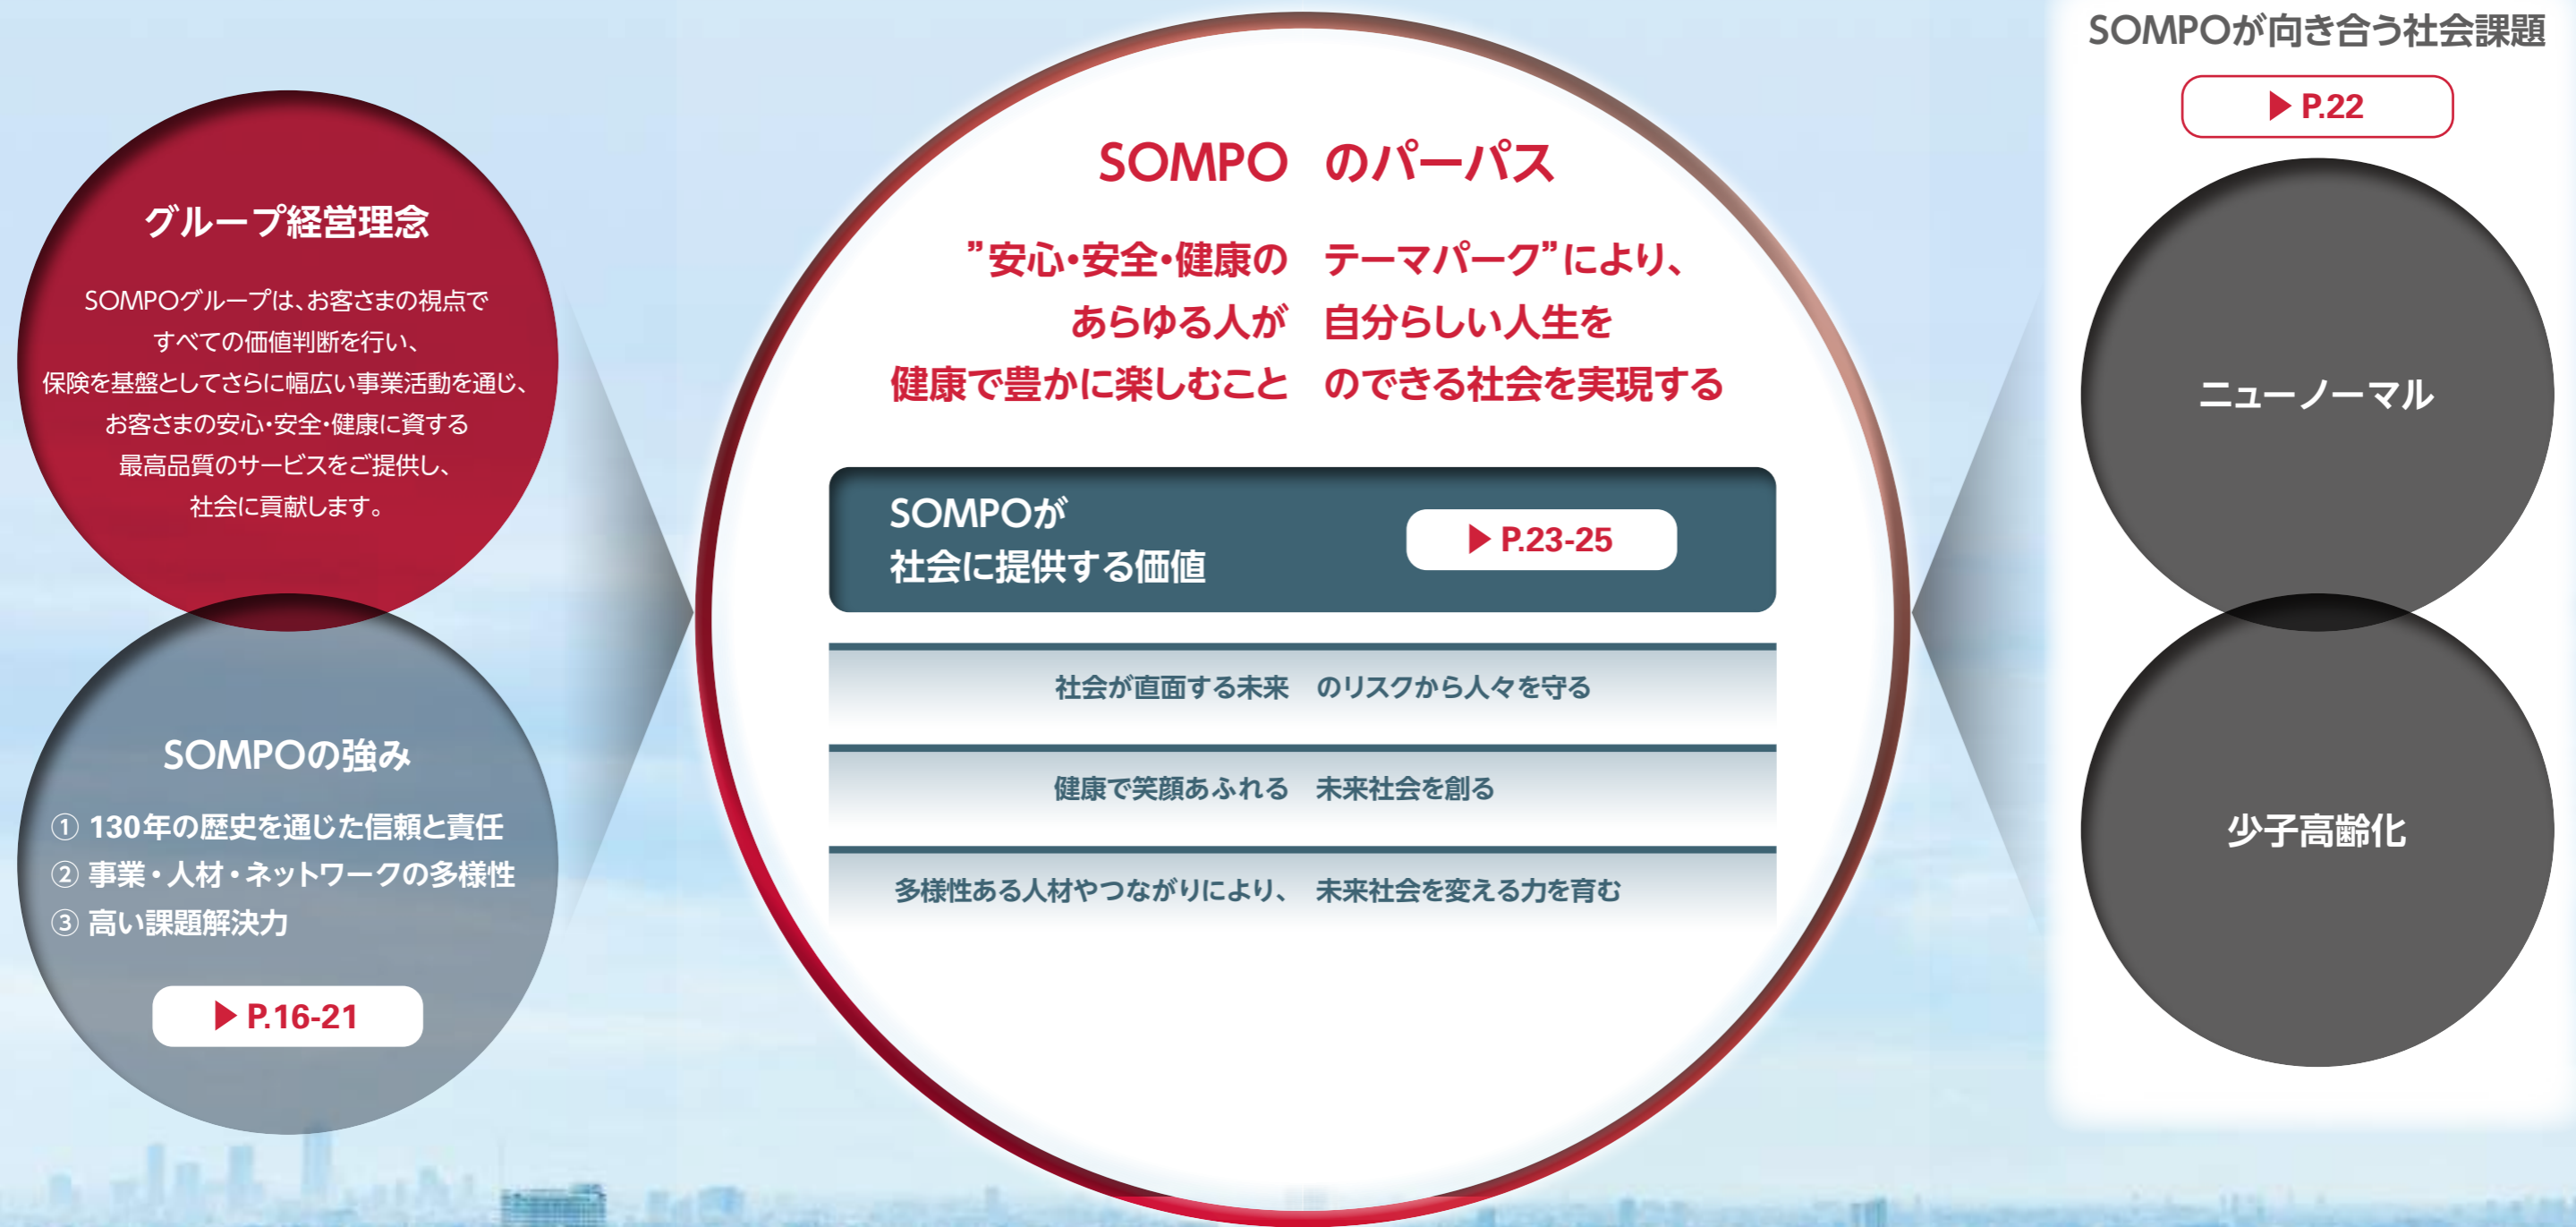 グループ経営理念
SOMPOグループは、お客さまの視点で
すべての価値判断を行い、
保険を基盤としてさらに幅広い事業活動を通じ、
お客さまの安心・安全・健康に資する
最高品質のサービスをご提供し、
社会に貢献します。
SOMPOの強み
① 130年の歴史を通じた信頼と責任
② 事業・人材・ネットワークの多様性
③ 高い課題解決力
▶ P.16-21
SOMPO のパーパス
”安心・安全・健康の テーマパーク”により、
あらゆる人が 自分らしい人生を
健康で豊かに楽しむこと のできる社会を実現する
SOMPOが
社会に提供する価値
▶ P.23-25
社会が直面する未来 のリスクから人々を守る
健康で笑顔あふれる 未来社会を創る
多様性ある人材やつながりにより、 未来社会を変える力を育む
SOMPOが向き合う社会課題
▶ P.22
ニューノーマル
少子高齢化